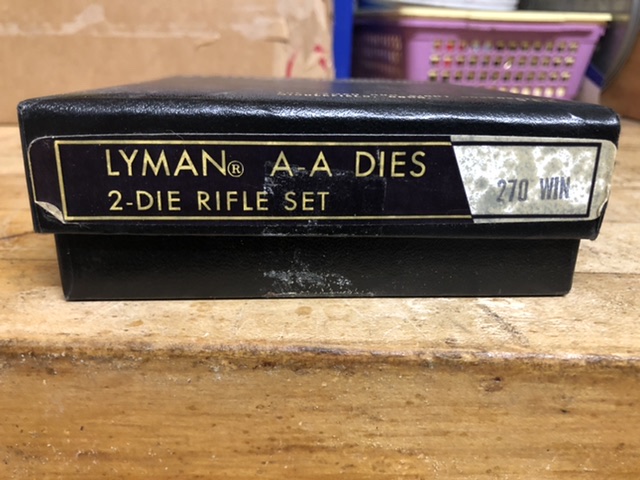 LYMAN® A-A DIES
2-DIE RIFLE SET
270 WIN